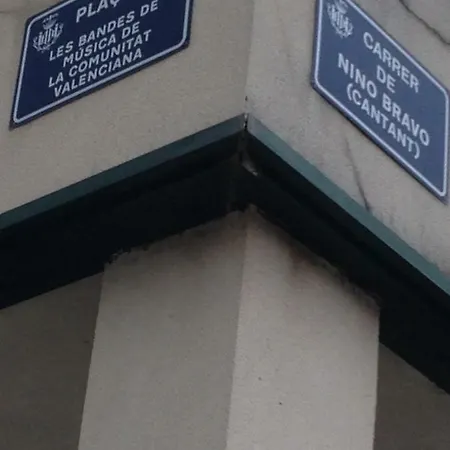 PLAÇ
LES BANDES DE
MÚSICA DE
LA COMUNITAT
VALENCIANA
CARRER
DE
NINO BRAVO
(CANTANT)